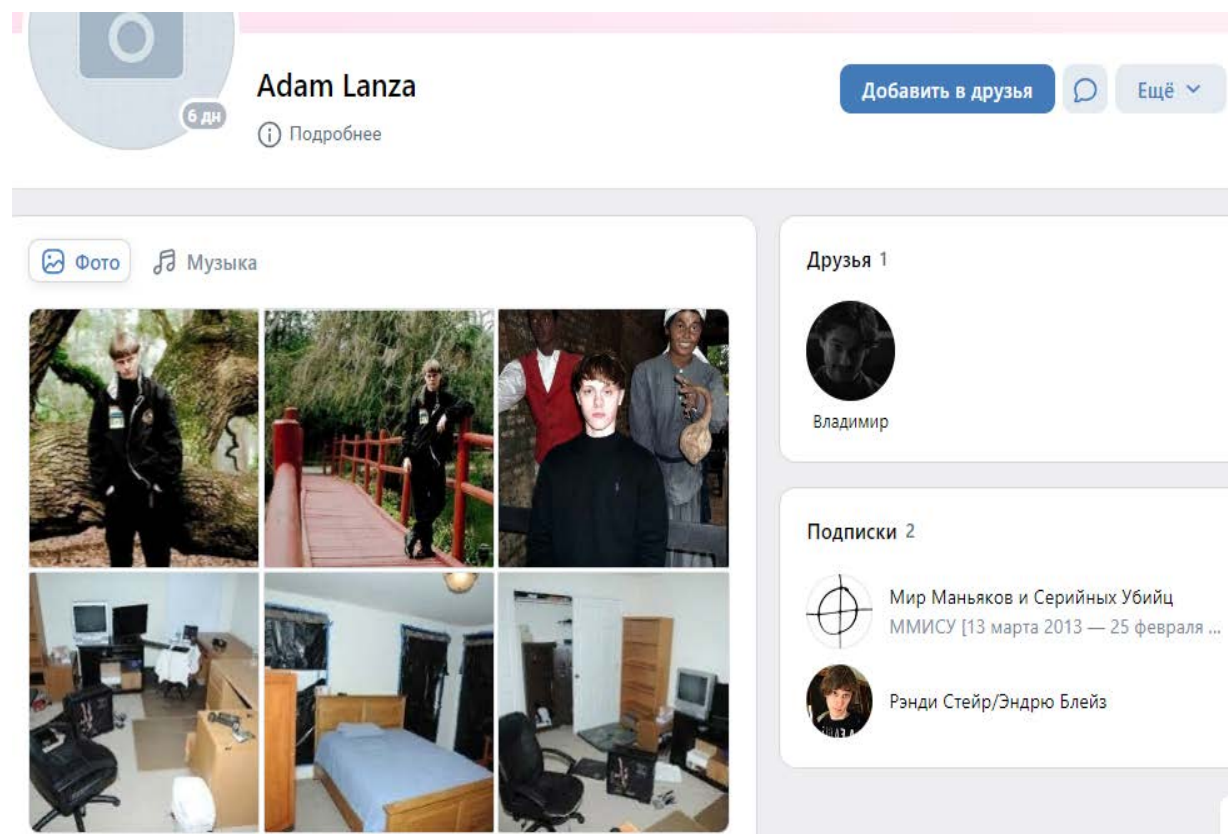 6 дн
Adam Lanza
Подробнее
Добавить в друзья
Ещё
Фото
Музыка
Друзья 1
Владимир
Подписки 2
Мир Маньяков и Серийных Убийц
ММИСУ [13 марта 2013 — 25 февраля ...
Рэнди Стейр/Эндрю Блейз